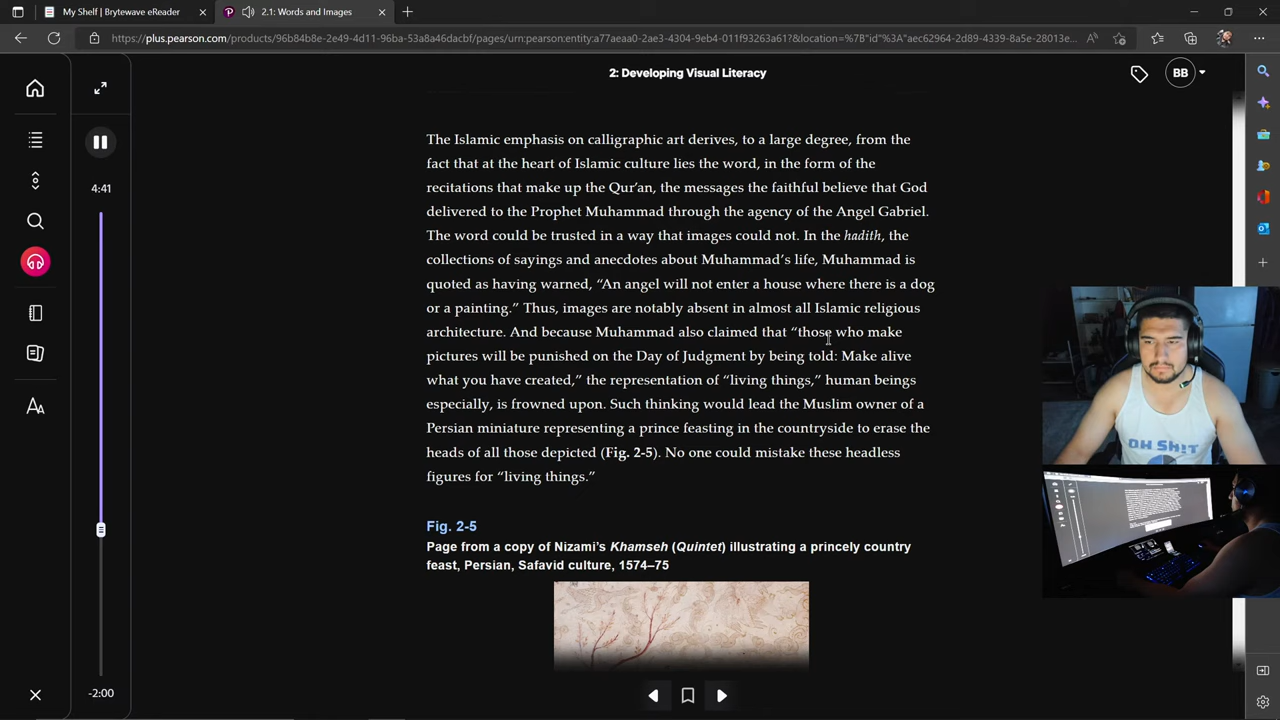 My Shelf | Brytewave eReader
2.1: Words and Images
https://plus.pearson.com/products/96b84b8e-2e49-4d11-96ba-53a8a46dacbf/pages/urn:pearson:entity:a77eaea0-2ae3-4304-9eb4-011f93263a61?&location=%7B"id"%3A"aec62964-2d89-4339-8a5e-28013e...
2: Developing Visual Literacy
BB
4:41
-2:00
The Islamic emphasis on calligraphic art derives, to a large degree, from the
fact that at the heart of Islamic culture lies the word, in the form of the
recitations that make up the Qur’an, the messages the faithful believe that God
delivered to the Prophet Muhammad through the agency of the Angel Gabriel.
The word could be trusted in a way that images could not. In the hadith, the
collections of sayings and anecdotes about Muhammad’s life, Muhammad is
quoted as having warned, “An angel will not enter a house where there is a dog
or a painting.” Thus, images are notably absent in almost all Islamic religious
architecture. And because Muhammad also claimed that “those who make
pictures will be punished on the Day of Judgment by being told: Make alive
what you have created,” the representation of “living things,” human beings
especially, is frowned upon. Such thinking would lead the Muslim owner of a
Persian miniature representing a prince feasting in the countryside to erase the
heads of all those depicted (Fig. 2-5). No one could mistake these headless
figures for “living things.”
Fig. 2-5
Page from a copy of Nizami’s Khamseh (Quintet) illustrating a princely country
feast, Persian, Safavid culture, 1574–75
OH SH!T